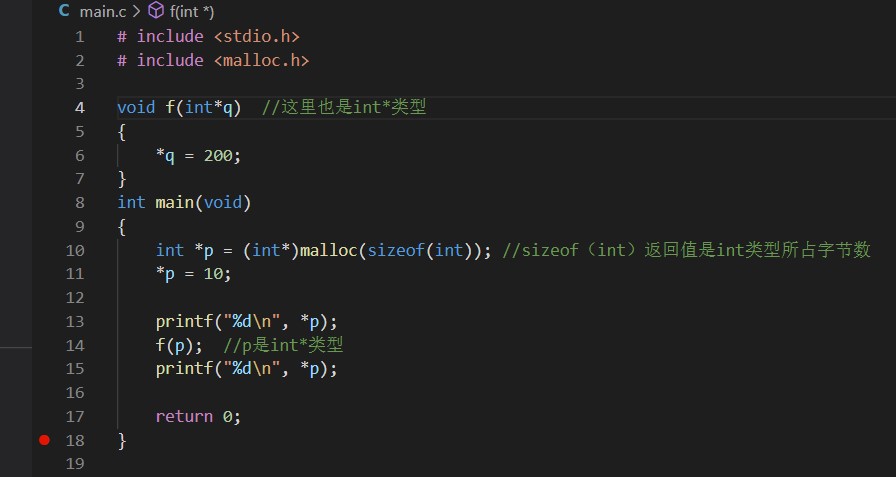 C main.c > f(int *)
1 # include <stdio.h>
2 # include <malloc.h>
3
4 void f(int*q)  //这里也是int*类型
5 {
6     *q = 200;
7 }
8 int main(void)
9 {
10     int *p = (int*)malloc(sizeof(int)); //sizeof（int）返回值是int类型所占字节数
11     *p = 10;
12
13     printf("%d\n", *p);
14     f(p);  //p是int*类型
15     printf("%d\n", *p);
16
17     return 0;
18 }
19